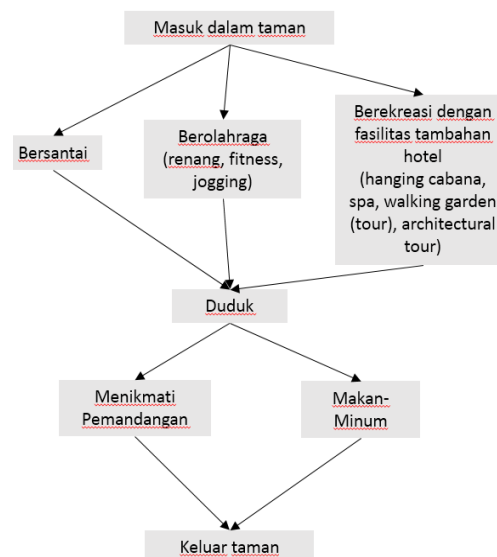 Masuk dalam taman
Bersantai
Berolahraga
(renang, fitness,
jogging)
Berekreasi dengan
fasilitas tambahan
hotel
(hanging cabana,
spa, walking garden
(tour), architectural
tour)
Duduk
Menikmati
Pemandangan
Makan-
Minum
Keluar taman